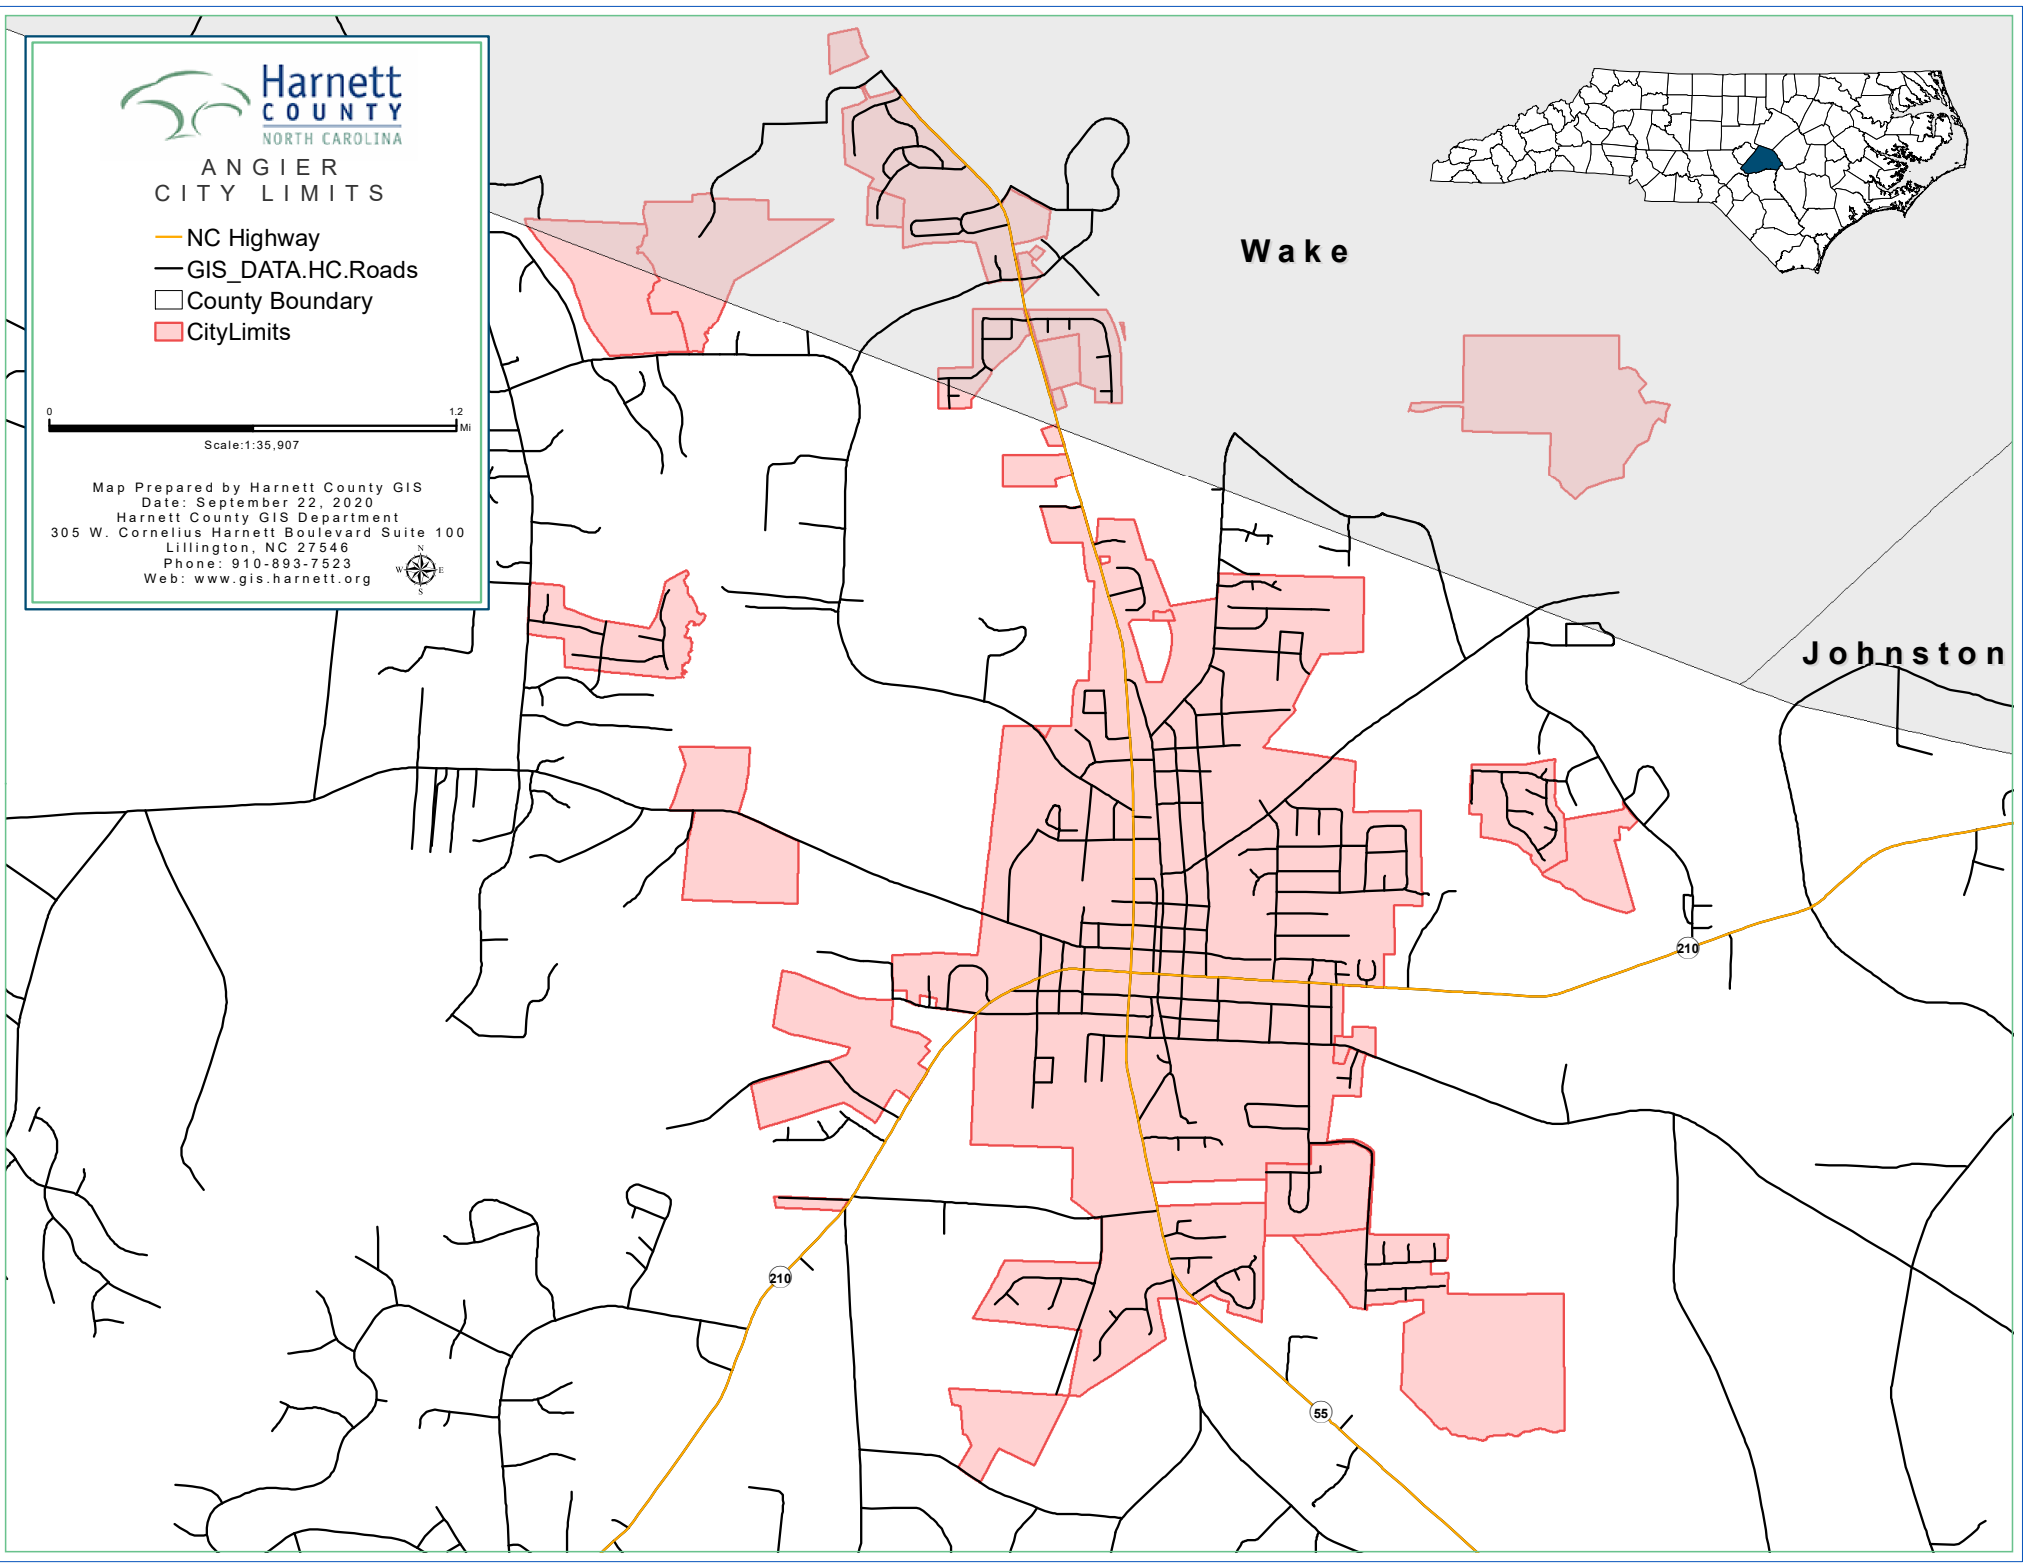 Harnett
COUNTY
NORTH CAROLINA
ANGIER
CITY LIMITS
NC Highway
GIS_DATA.HC.Roads
County Boundary
CityLimits
0 1.2
Mi
Scale:1:35,907
Map Prepared by Harnett County GIS
Date: September 22, 2020
Harnett County GIS Department
305 W. Cornelius Harnett Boulevard Suite 100
Lillington, NC 27546
Phone: 910-893-7523
Web: www.gis.harnett.org
N
W E
S
Wake
Johnston
210
210
55